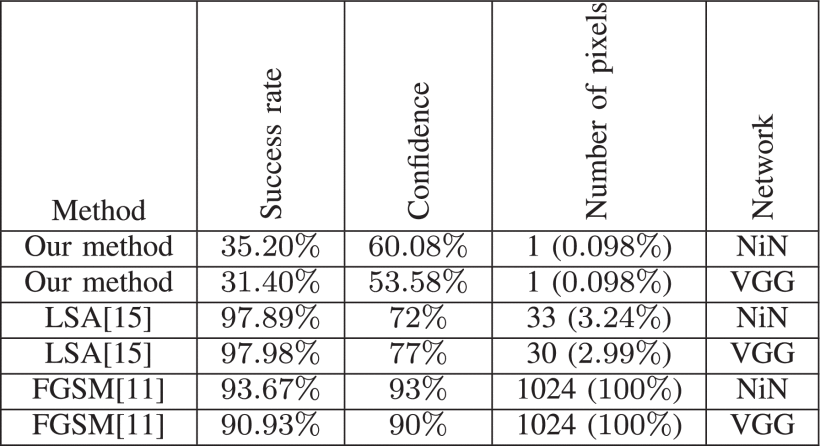 Method Success rate Confidence Number of pixels Network
Our method 35.20% 60.08% 1 (0.098%) NiN
Our method 31.40% 53.58% 1 (0.098%) VGG
LSA[15] 97.89% 72% 33 (3.24%) NiN
LSA[15] 97.98% 77% 30 (2.99%) VGG
FGSM[11] 93.67% 93% 1024 (100%) NiN
FGSM[11] 90.93% 90% 1024 (100%) VGG